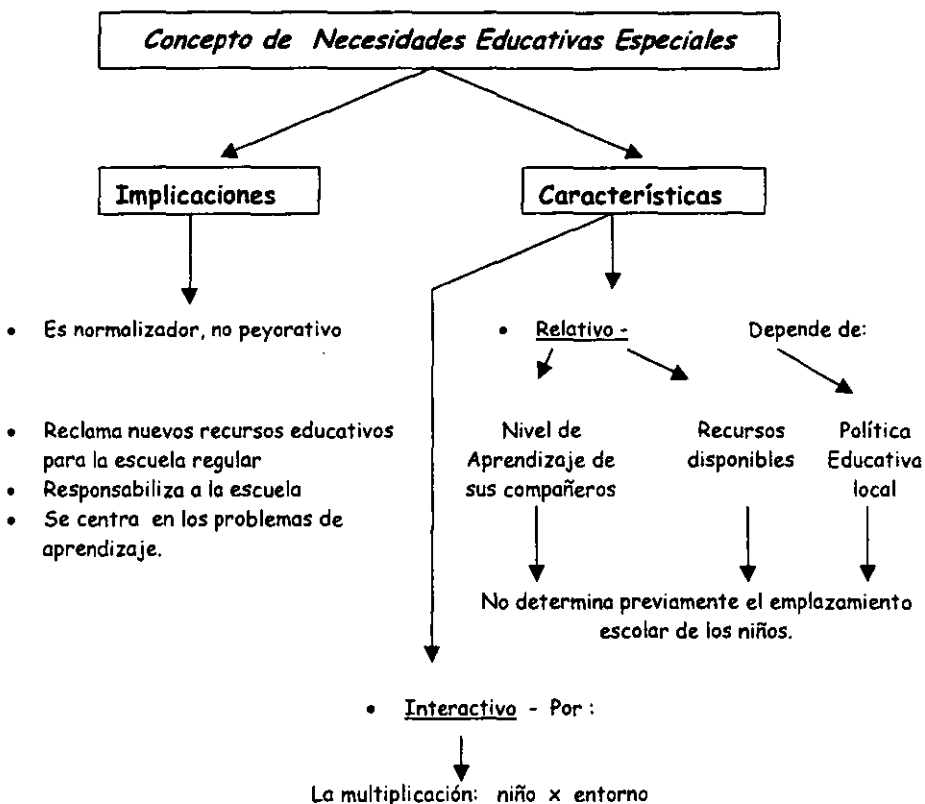 Concepto de Necesidades Educativas Especiales
Implicaciones
Características
• Es normalizador, no peyorativo
• Reclama nuevos recursos educativos
para la escuela regular
• Responsabiliza a la escuela
• Se centra en los problemas de
aprendizaje.
• Relativo - Depende de:
Nivel de
Aprendizaje de
sus compañeros
Recursos
disponibles
Política
Educativa
local
No determina previamente el emplazamiento
escolar de los niños.
• Interactivo - Por :
La multiplicación: niño x entorno